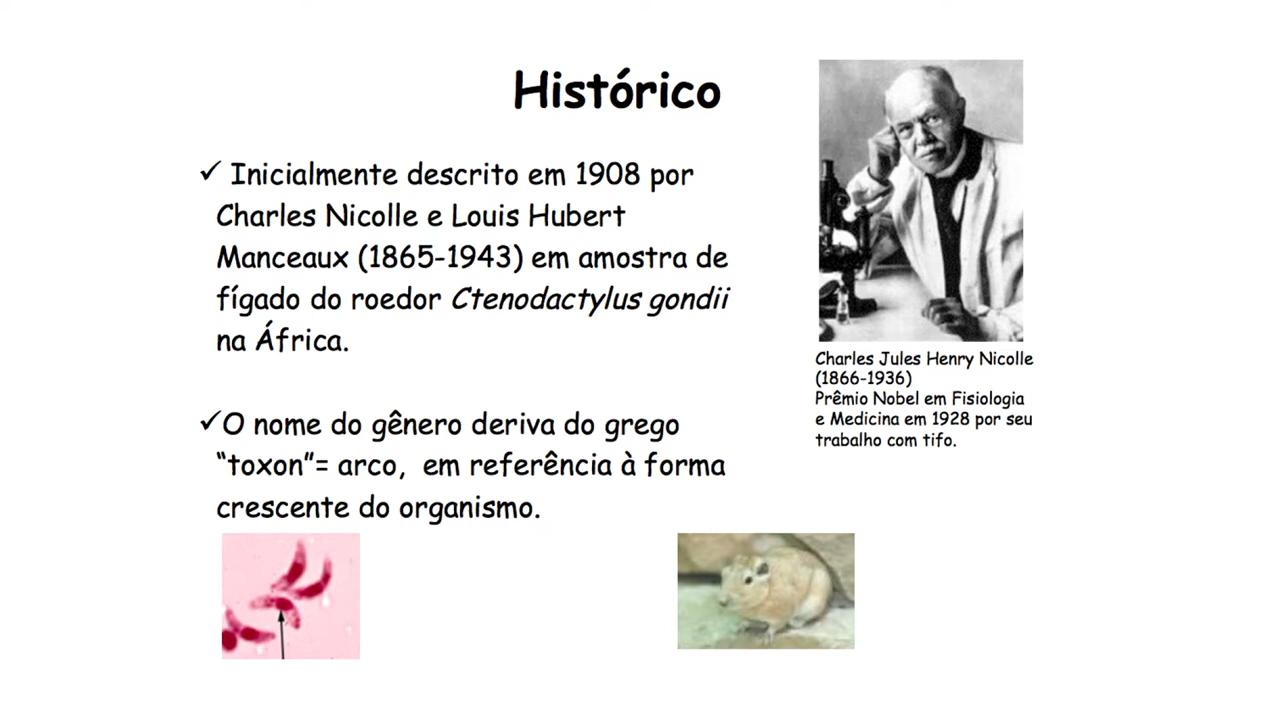 Histórico
✓ Inicialmente descrito em 1908 por
Charles Nicolle e Louis Hubert
Manceaux (1865-1943) em amostra de
fígado do roedor Ctenodactylus gondii
na África.
✓O nome do gênero deriva do grego
“toxon”= arco, em referência à forma
crescente do organismo.
Charles Jules Henry Nicolle
(1866-1936)
Prêmio Nobel em Fisiologia
e Medicina em 1928 por seu
trabalho com tifo.